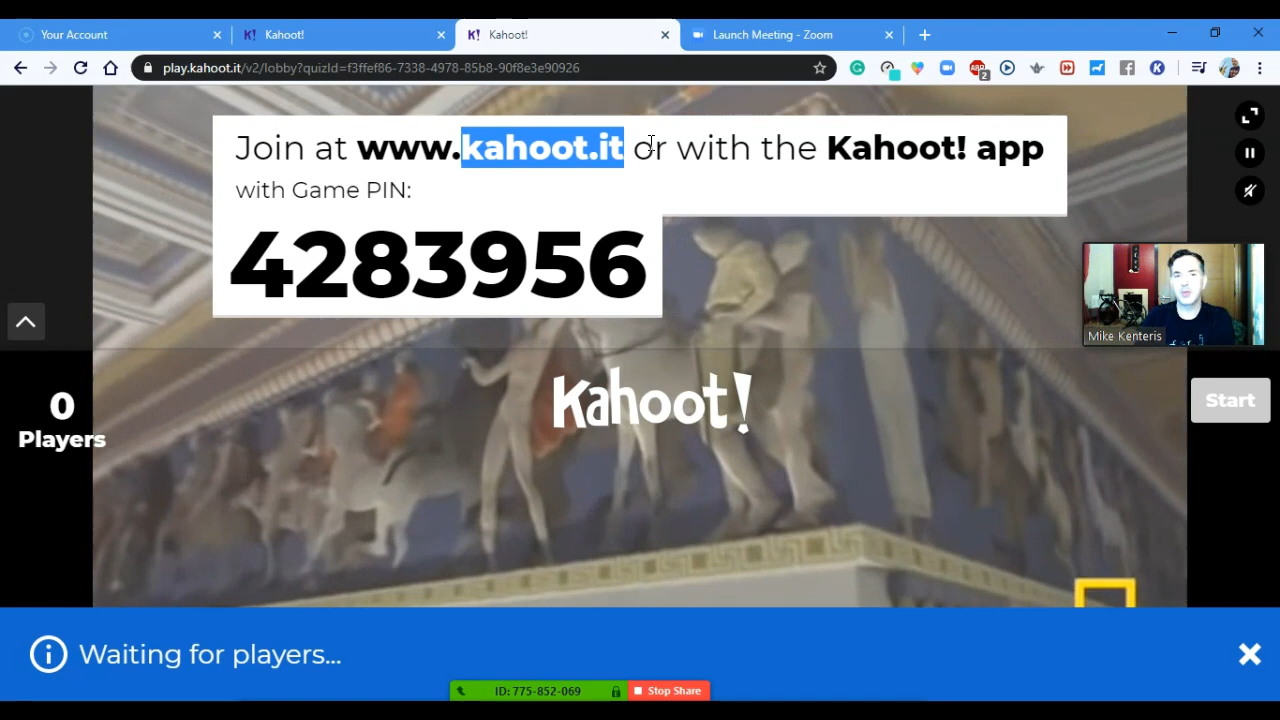 Your Account
Kahoot!
Kahoot!
Launch Meeting - Zoom
play.kahoot.it/v2/lobby?quizId=f3ffef86-7338-4978-85b8-90f8e3e90926
Join at www.kahoot.it or with the Kahoot! app
with Game PIN:
4283956
Mike Kenteris
0
Players
Kahoot!
Start
Waiting for players...
ID: 775-852-069
Stop Share